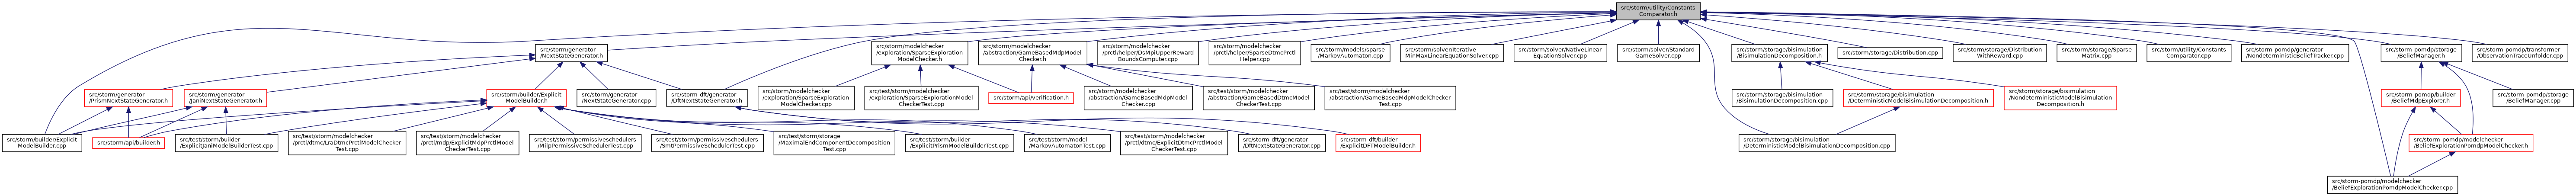 src/storm/utility/Constants
Comparator.h
src/storm/generator
/NextStateGenerator.h
src/storm/modelchecker
/exploration/SparseExploration
ModelChecker.h
src/storm/modelchecker
/abstraction/GameBasedMdpModel
Checker.h
src/storm/modelchecker
/prctl/helper/DsMpiUpperReward
BoundsComputer.cpp
src/storm/modelchecker
/prctl/helper/SparseDtmcPrctl
Helper.cpp
src/storm/models/sparse
/MarkovAutomaton.cpp
src/storm/solver/Iterative
MinMaxLinearEquationSolver.cpp
src/storm/solver/NativeLinear
EquationSolver.cpp
src/storm/solver/Standard
GameSolver.cpp
src/storm/storage/bisimulation
/BisimulationDecomposition.h
src/storm/storage/Distribution.cpp
src/storm/storage/Distribution
WithReward.cpp
src/storm/storage/Sparse
Matrix.cpp
src/storm/utility/Constants
Comparator.cpp
src/storm-pomdp/generator
/NondeterministicBeliefTracker.cpp
src/storm-pomdp/storage
/BeliefManager.h
src/storm-pomdp/transformer
/ObservationTraceUnfolder.cpp
src/storm/generator
/PrismNextStateGenerator.h
src/storm/generator
/JaniNextStateGenerator.h
src/storm/builder/Explicit
ModelBuilder.h
src/storm/generator
/NextStateGenerator.cpp
src/storm-dft/generator
/DftNextStateGenerator.h
src/storm/modelchecker
/exploration/SparseExploration
ModelChecker.cpp
src/test/storm/modelchecker
/exploration/SparseExplorationModel
CheckerTest.cpp
src/storm/api/verification.h
src/storm/modelchecker
/abstraction/GameBasedMdpModel
Checker.cpp
src/test/storm/modelchecker
/abstraction/GameBasedDtmcModel
CheckerTest.cpp
src/test/storm/modelchecker
/abstraction/GameBasedMdpModelChecker
Test.cpp
src/storm/storage/bisimulation
/BisimulationDecomposition.cpp
src/storm/storage/bisimulation
/DeterministicModelBisimulationDecomposition.h
src/storm/storage/bisimulation
/NondeterministicModelBisimulation
Decomposition.h
src/storm-pomdp/builder
/BeliefMdpExplorer.h
src/storm-pomdp/storage
/BeliefManager.cpp
src/storm/builder/Explicit
ModelBuilder.cpp
src/storm/api/builder.h
src/test/storm/builder
/ExplicitJaniModelBuilderTest.cpp
src/test/storm/modelchecker
/prctl/dtmc/LraDtmcPrctlModelChecker
Test.cpp
src/test/storm/modelchecker
/prctl/mdp/ExplicitMdpPrctlModel
CheckerTest.cpp
src/test/storm/permissiveschedulers
/MilpPermissiveSchedulerTest.cpp
src/test/storm/permissiveschedulers
/SmtPermissiveSchedulerTest.cpp
src/test/storm/storage
/MaximalEndComponentDecomposition
Test.cpp
src/test/storm/builder
/ExplicitPrismModelBuilderTest.cpp
src/test/storm/model
/MarkovAutomatonTest.cpp
src/test/storm/modelchecker
/prctl/dtmc/ExplicitDtmcPrctlModel
CheckerTest.cpp
src/storm-dft/generator
/DftNextStateGenerator.cpp
src/storm-dft/builder
/ExplicitDFTModelBuilder.h
src/storm/storage/bisimulation
/DeterministicModelBisimulationDecomposition.cpp
src/storm-pomdp/modelchecker
/BeliefExplorationPomdpModelChecker.h
src/storm-pomdp/modelchecker
/BeliefExplorationPomdpModelChecker.cpp